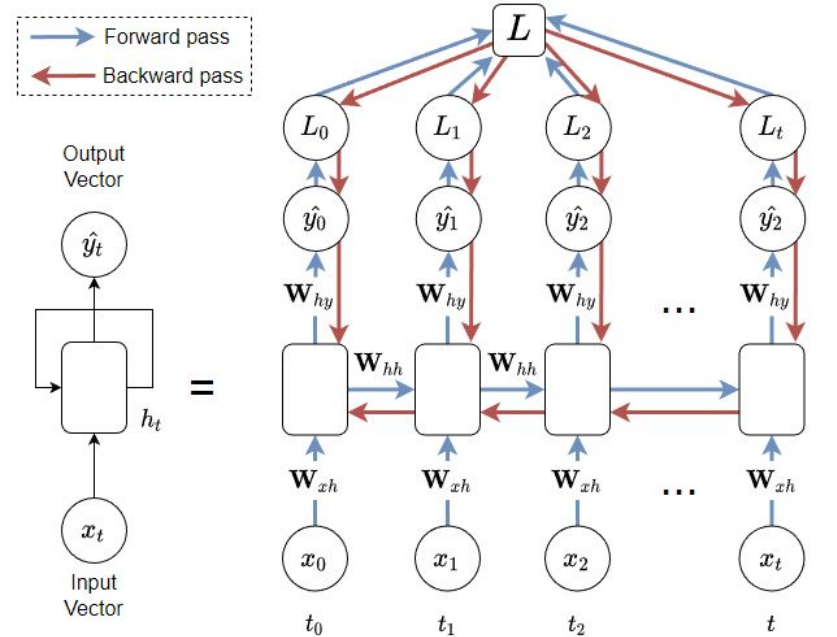 Forward pass
Backward pass
L
L₀ L₁ L₂ Lₜ
Output
Vector
ŷₜ
ŷ₀ ŷ₁ ŷ₂ ŷ₂
W_hy W_hy W_hy ... W_hy
W_hh W_hh
hₜ
=
W_xh W_xh W_xh ... W_xh
xₜ
x₀ x₁ x₂ xₜ
Input
Vector
t₀ t₁ t₂ t